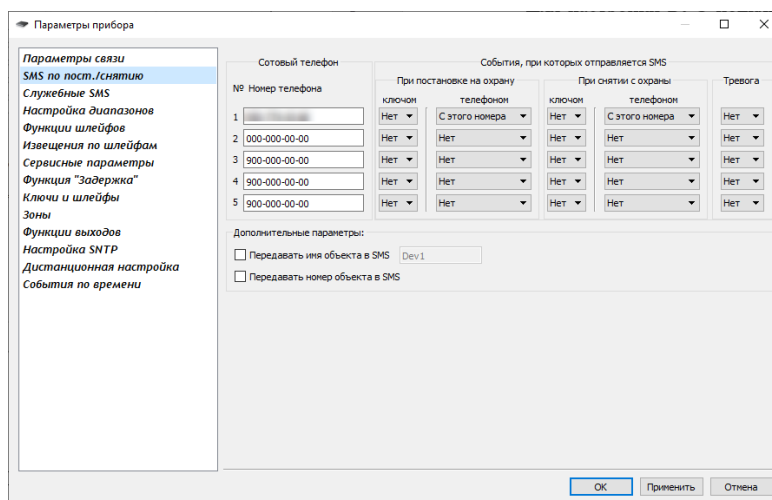 Параметры прибора
Параметры связи
SMS по пост./снятию
Служебные SMS
Настройка диапазонов
Функции шлейфов
Извещения по шлейфам
Сервисные параметры
Функция "Задержка"
Ключи и шлейфы
Зоны
Функции выходов
Настройка SNTP
Дистанционная настройка
События по времени
Сотовый телефон События, при которых отправляется SMS
При постановке на охрану При снятии с охраны Тревога
№ Номер телефона ключом телефоном ключом телефоном
1 Нет С этого номера Нет С этого номера Нет
2 000-000-00-00 Нет Нет Нет Нет Нет
3 900-000-00-00 Нет Нет Нет Нет Нет
4 900-000-00-00 Нет Нет Нет Нет Нет
5 900-000-00-00 Нет Нет Нет Нет Нет
Дополнительные параметры:
Передавать имя объекта в SMS Dev1
Передавать номер объекта в SMS
OK Применить Отмена